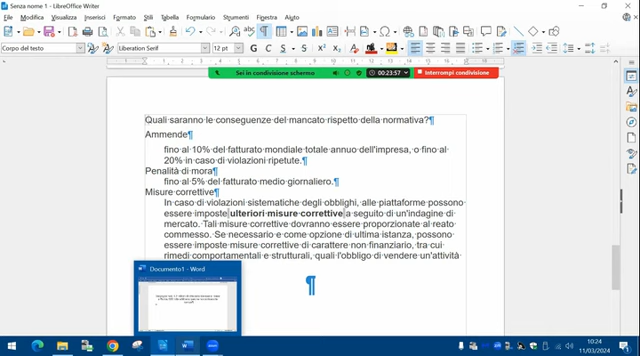 Senza nome 1 - LibreOffice Writer
File Modifica Visualizza Inserisci Formato Stili Tabella Formulario Strumenti Finestra Aiuto
Corpo del testo Liberation Serif 12 pt
Sei in condivisione schermo 00:23:57 Interrompi condivisione
Quali saranno le conseguenze del mancato rispetto della normativa?¶
Ammende¶
fino al 10% del fatturato mondiale totale annuo dell'impresa, o fino al
20% in caso di violazioni ripetute.¶
Penalità di mora¶
fino al 5% del fatturato medio giornaliero.¶
Misure correttive¶
In caso di violazioni sistematiche degli obblighi, alle piattaforme possono
essere imposte ulteriori misure correttive a seguito di un'indagine di
mercato. Tali misure correttive dovranno essere proporzionate al reato
commesso. Se necessario e come opzione di ultima istanza, possono
essere imposte misure correttive di carattere non finanziario, tra cui
rimedi comportamentali e strutturali, quali l'obbligo di vendere un'attività
Documento1 - Word
¶
10:24
11/03/2024